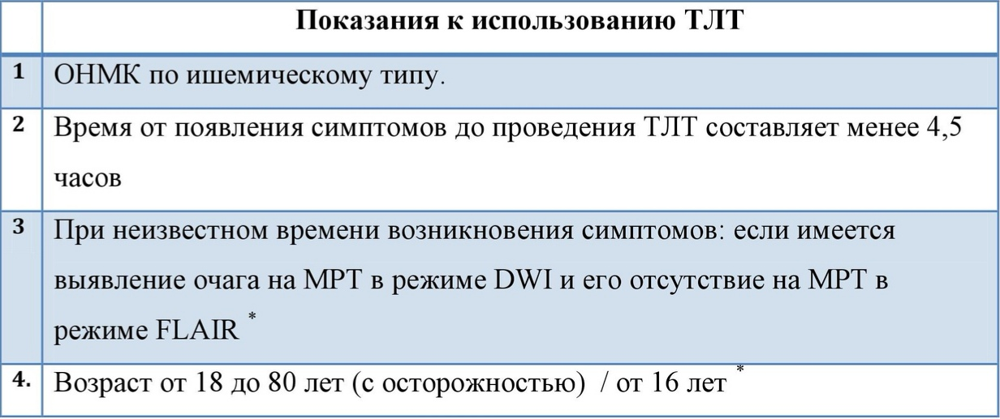 Показания к использованию ТЛТ
1 ОНМК по ишемическому типу.
2 Время от появления симптомов до проведения ТЛТ составляет менее 4,5
часов
3 При неизвестном времени возникновения симптомов: если имеется
выявление очага на МРТ в режиме DWI и его отсутствие на МРТ в
режиме FLAIR *
4. Возраст от 18 до 80 лет (с осторожностью) / от 16 лет *